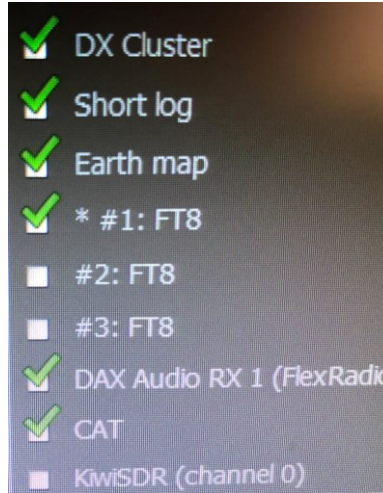 DX Cluster
Short log
Earth map
* #1: FT8
#2: FT8
#3: FT8
DAX Audio RX 1 (FlexRadio
CAT
KiwiSDR (channel 0)